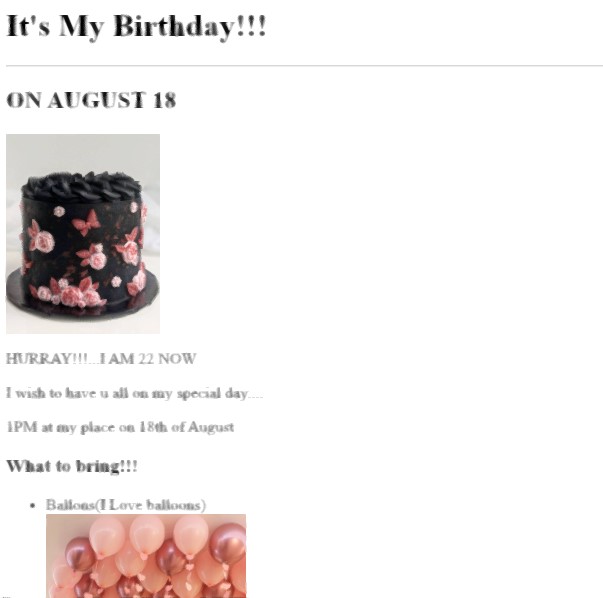 It's My Birthday!!!
ON AUGUST 18
HURRAY!!!...I AM 22 NOW
I wish to have u all on my special day....
1PM at my place on 18th of August
What to bring!!!
Ballons(I Love balloons)